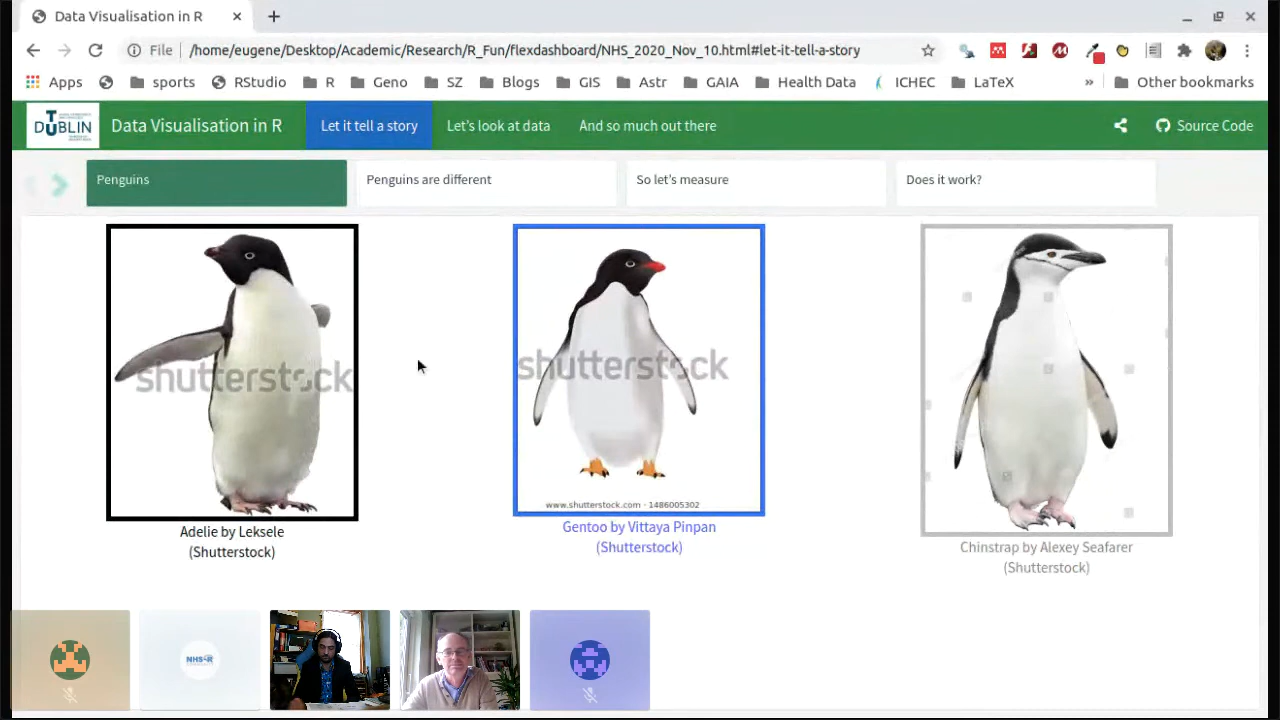 Data Visualisation in R
File
/home/eugene/Desktop/Academic/Research/R_Fun/flexdashboard/NHS_2020_Nov_10.html#let-it-tell-a-story
Apps sports RStudio R Geno SZ Blogs GIS Astr GAIA Health Data ICHEC LaTeX » Other bookmarks
DUBLIN
Data Visualisation in R
Let it tell a story
Let's look at data
And so much out there
Source Code
Penguins
Penguins are different
So let's measure
Does it work?
shutterstock
shutterstock
www.shutterstock.com · 1486005302
Adelie by Leksele
(Shutterstock)
Gentoo by Vittaya Pinpan
(Shutterstock)
Chinstrap by Alexey Seafarer
(Shutterstock)
NHS-R